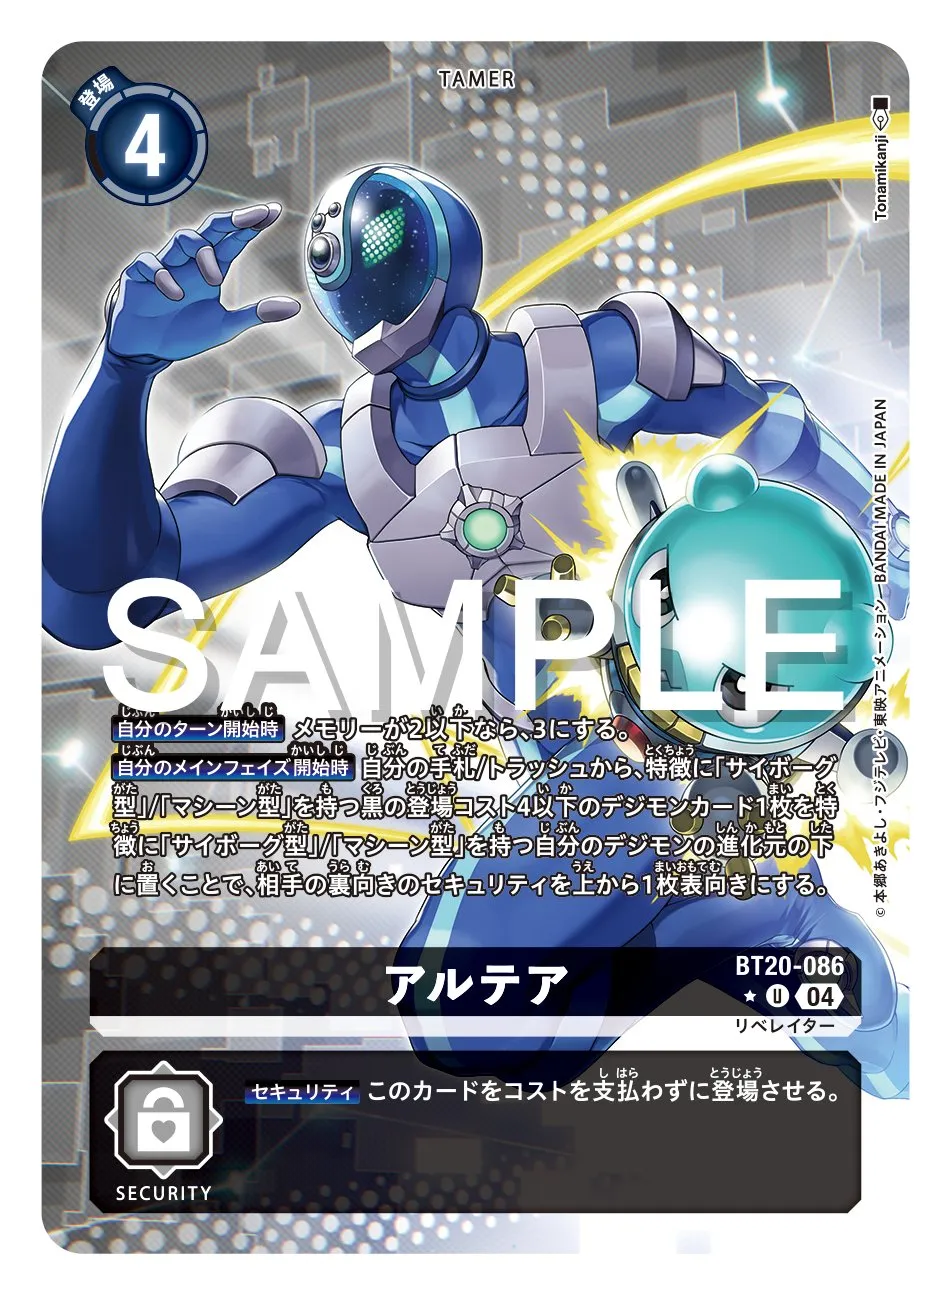 TAMER
登場
4
Tonamikanji
SAMPLE
自分のターン開始時 メモリーが2以下なら、3にする。
自分のメインフェイズ開始時 自分の手札/トラッシュから、特徴に「サイボーグ
型」/「マシーン型」を持つ黒の登場コスト4以下のデジモンカード1枚を特
徴に「サイボーグ型」/「マシーン型」を持つ自分のデジモンの進化元の下
に置くことで、相手の裏向きのセキュリティを上から1枚表向きにする。
© 本郷あきよし・フジテレビ・東映アニメーション BANDAI MADE IN JAPAN
アルテア
BT20-086
U 04
リベレイター
セキュリティ このカードをコストを支払わずに登場させる。
SECURITY